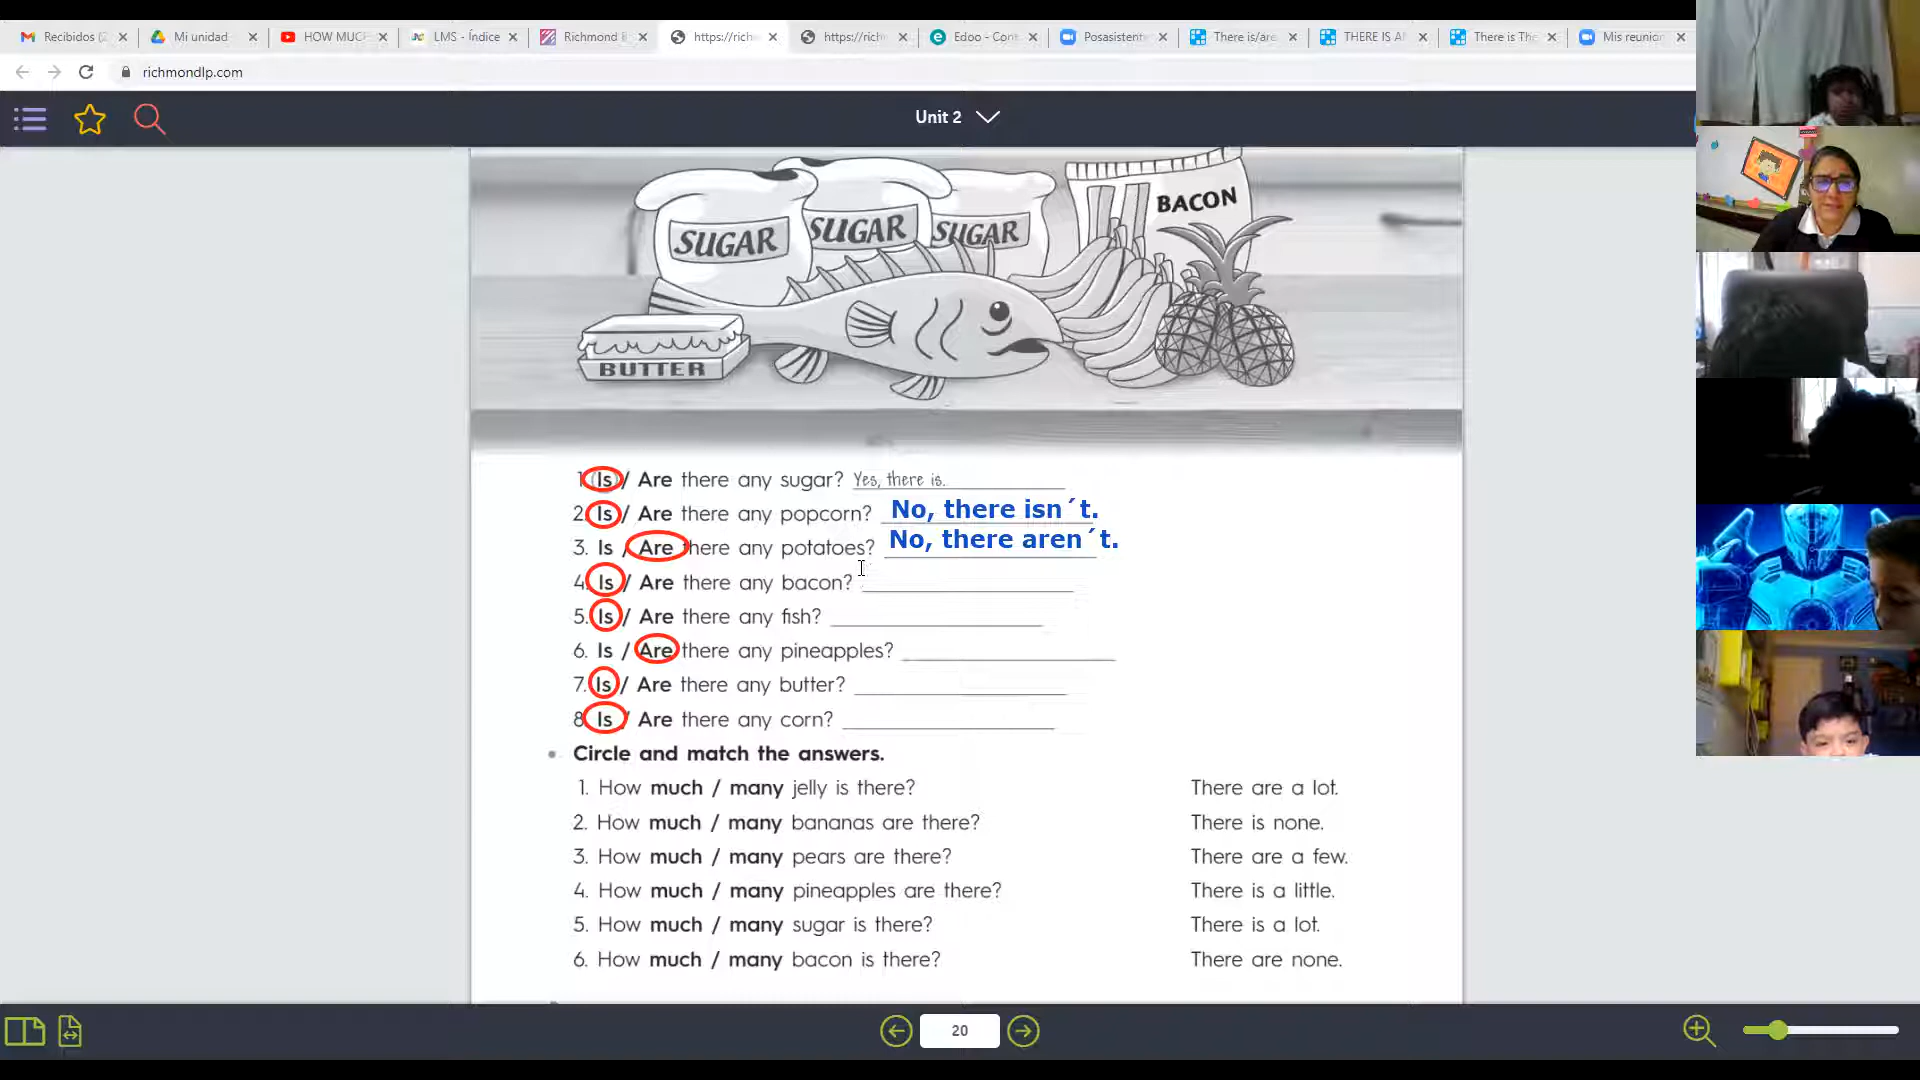 Recibidos (2
Mi unidad
HOW MUCH
LMS - Índice
Richmond
https://rich
https://rich
Edoo - Con
Posasistente
There is/are
THERE IS A
There is The
Mis reunion
richmondlp.com
Unit 2
SUGAR
SUGAR
SUGAR
BACON
BUTTER
1. Is / Are there any sugar? Yes, there is.
2. Is / Are there any popcorn? No, there isn´t.
3. Is / Are there any potatoes? No, there aren´t.
4. Is / Are there any bacon?
5. Is / Are there any fish?
6. Is / Are there any pineapples?
7. Is / Are there any butter?
8. Is / Are there any corn?
• Circle and match the answers.
1. How much / many jelly is there? There are a lot.
2. How much / many bananas are there? There is none.
3. How much / many pears are there? There are a few.
4. How much / many pineapples are there? There is a little.
5. How much / many sugar is there? There is a lot.
6. How much / many bacon is there? There are none.
20